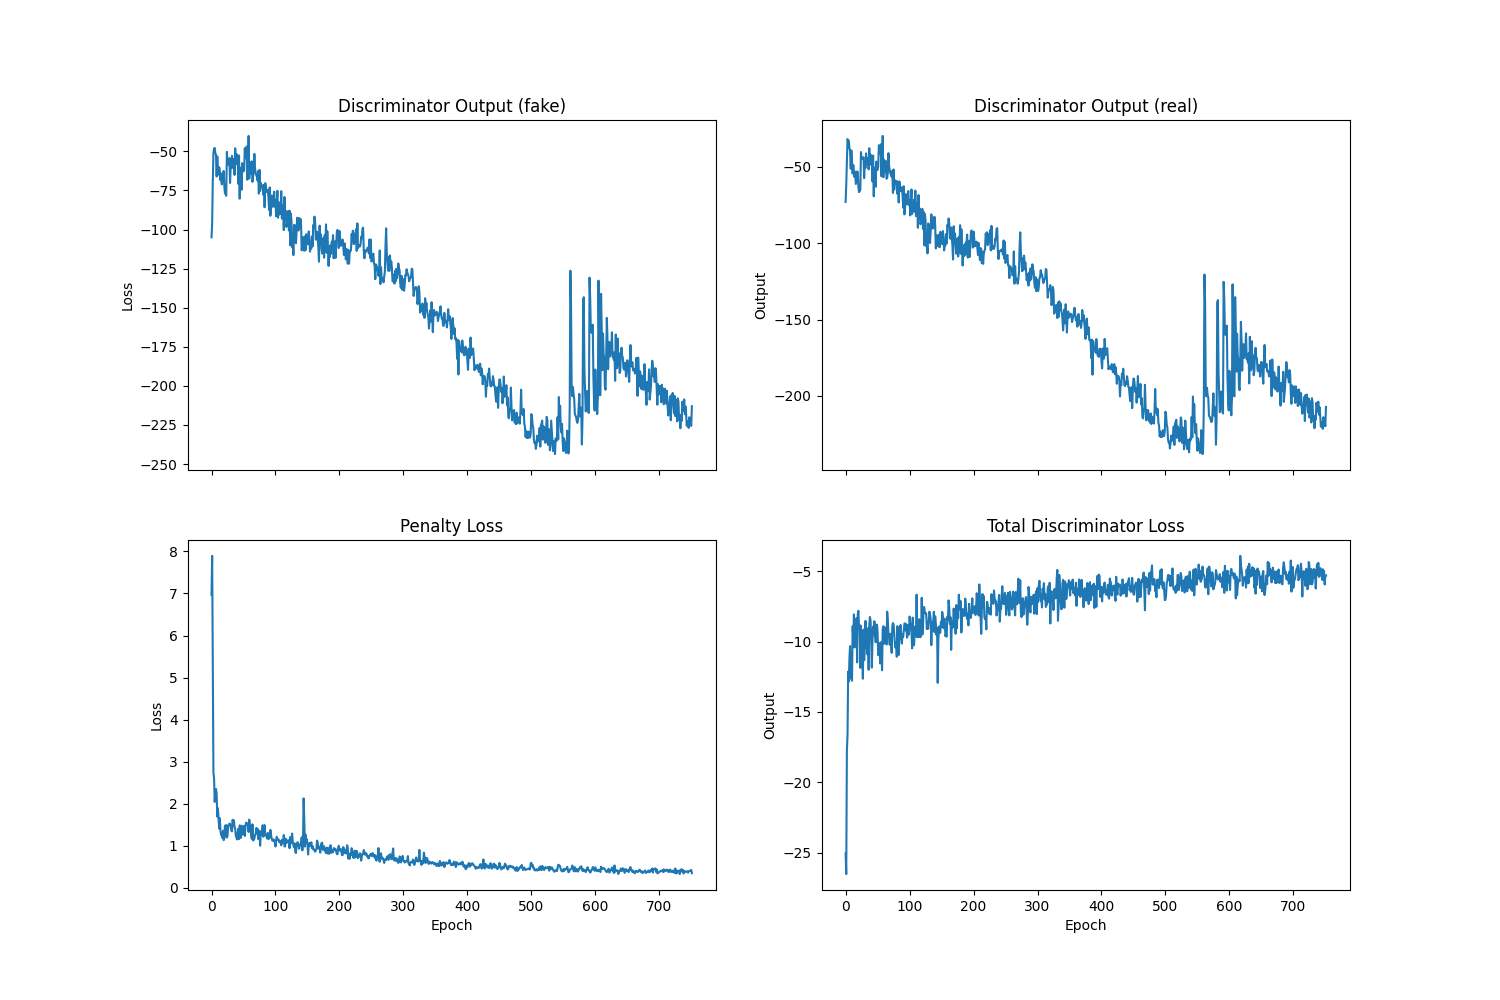 Discriminator Output (fake)
Discriminator Output (real)
Loss
−50
−75
−100
−125
−150
−175
−200
−225
−250
Output
−50
−100
−150
−200
Penalty Loss
Total Discriminator Loss
Loss
8
7
6
5
4
3
2
1
0
0 100 200 300 400 500 600 700
Epoch
Output
−5
−10
−15
−20
−25
0 100 200 300 400 500 600 700
Epoch